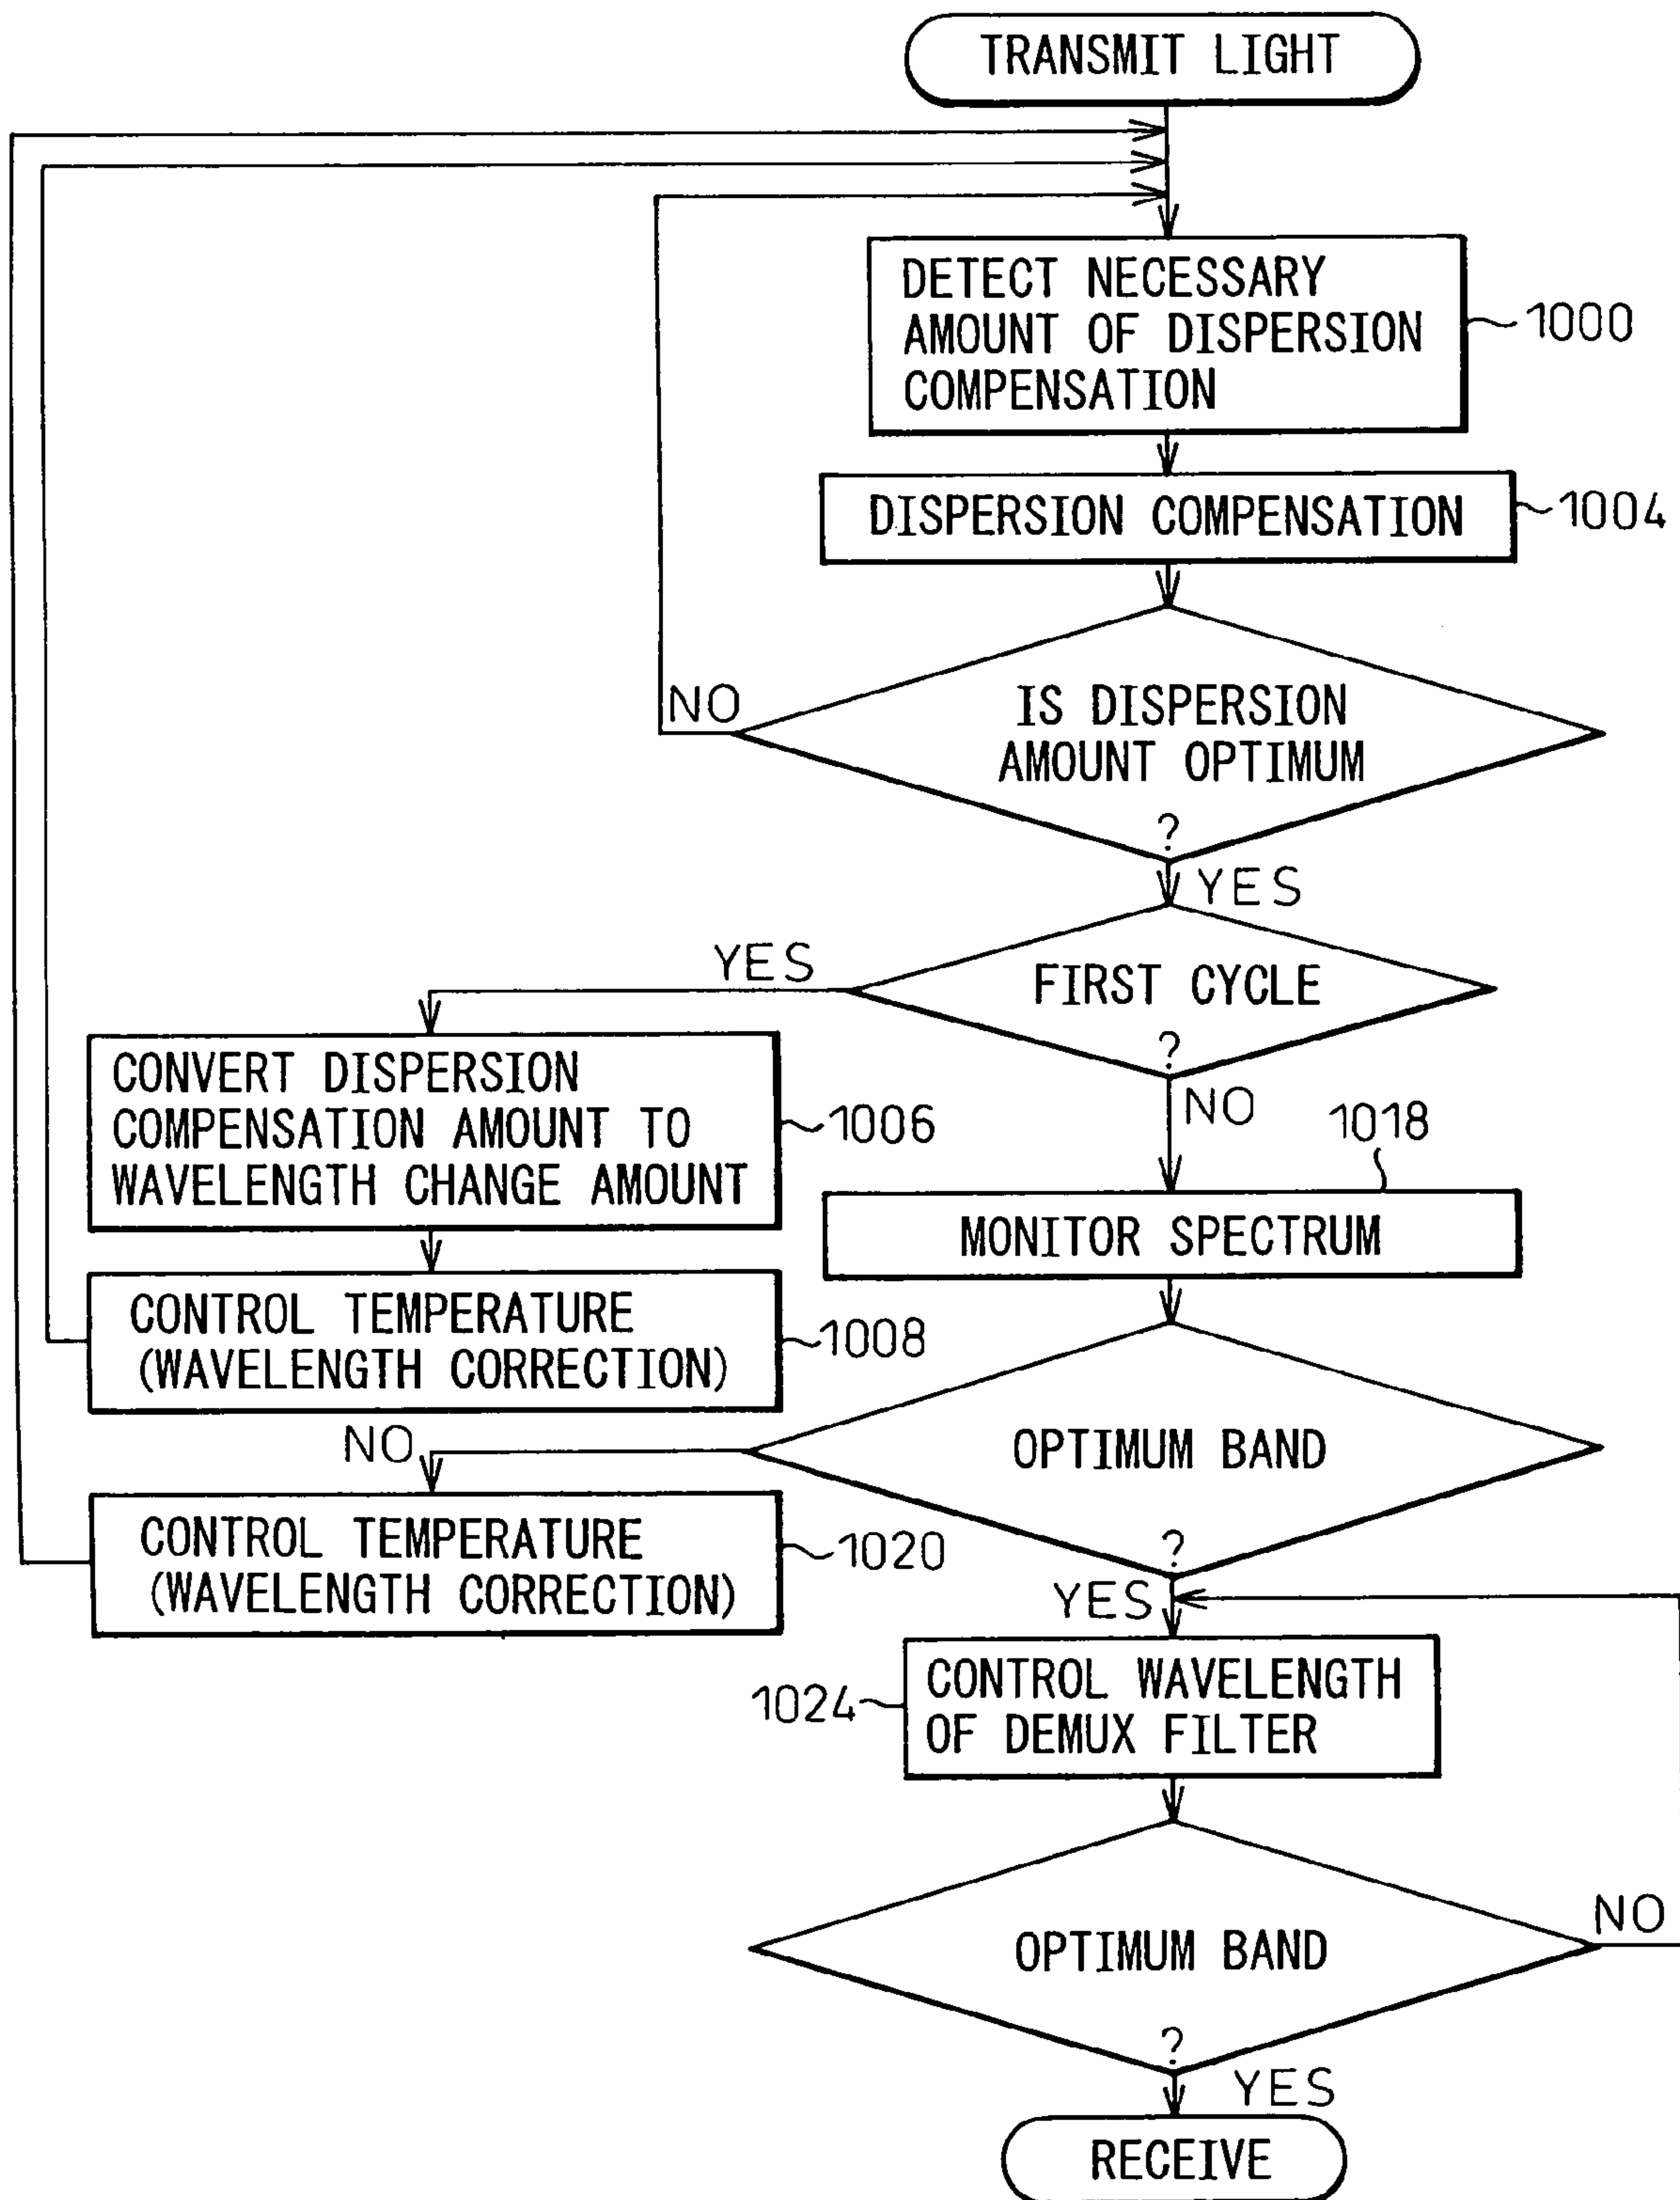 TRANSMIT LIGHT
DETECT NECESSARY
AMOUNT OF DISPERSION
COMPENSATION
1000
DISPERSION COMPENSATION
1004
IS DISPERSION
AMOUNT OPTIMUM
?
NO
YES
FIRST CYCLE
?
YES
NO
CONVERT DISPERSION
COMPENSATION AMOUNT TO
WAVELENGTH CHANGE AMOUNT
1006
1018
MONITOR SPECTRUM
CONTROL TEMPERATURE
(WAVELENGTH CORRECTION)
1008
OPTIMUM BAND
?
NO
YES
CONTROL TEMPERATURE
(WAVELENGTH CORRECTION)
1020
1024
CONTROL WAVELENGTH
OF DEMUX FILTER
OPTIMUM BAND
?
NO
YES
RECEIVE